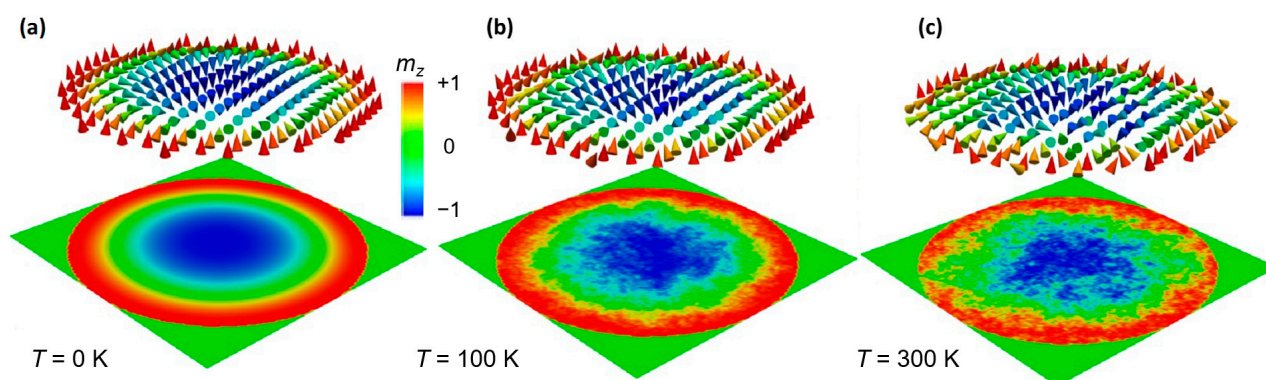 (a)
(b)
(c)
m_z
+1
0
−1
T = 0 K
T = 100 K
T = 300 K